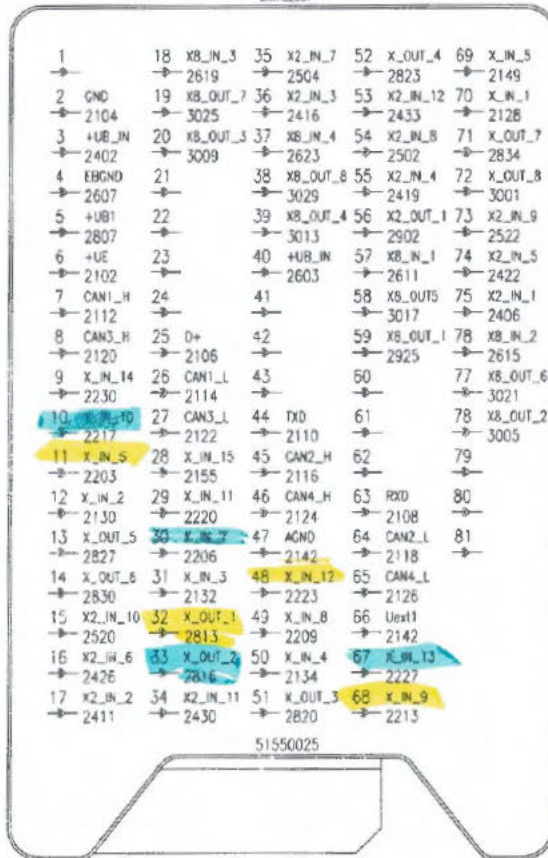 1
2 GND
2104
3 +UB_IN
2402
4 EBGND
2607
5 +UB1
2807
6 +UE
2102
7 CAN1_H
2112
8 CAN3_H
2120
9 X_IN_14
2230
10 X_IN_10
2217
11 X_IN_5
2203
12 X_IN_2
2130
13 X_OUT_5
2827
14 X_OUT_6
2830
15 X2_IN_10
2520
16 X2_IN_6
2426
17 X2_IN_2
2411
18 X8_IN_3
2619
19 X8_OUT_7
3025
20 X8_OUT_3
3009
21
22
23
24
25 D+
2106
26 CAN1_L
2114
27 CAN3_L
2122
28 X_IN_15
2155
29 X_IN_11
2220
30 X_IN_7
2206
31 X_IN_3
2132
32 X_OUT_1
2813
33 X_OUT_2
2816
34 X2_IN_11
2430
35 X2_IN_7
2504
36 X2_IN_3
2416
37 X8_IN_4
2623
38 X8_OUT_8
3029
39 X8_OUT_4
3013
40 +UB_IN
2603
41
42
43
44 TXD
2110
45 CAN2_H
2116
46 CAN4_H
2124
47 AGND
2142
48 X_IN_12
2223
49 X_IN_8
2209
50 X_IN_4
2134
51 X_OUT_3
2820
52 X_OUT_4
2823
53 X2_IN_12
2433
54 X2_IN_8
2502
55 X2_IN_4
2419
56 X2_OUT_1
2902
57 X8_IN_1
2611
58 X8_OUT5
3017
59 X8_OUT_1
2925
60
61
62
63 RXD
2108
64 CAN2_L
2118
65 CAN4_L
2126
66 Uext1
2142
67 X_IN_13
2227
68 X_IN_9
2213
69 X_IN_5
2149
70 X_IN_1
2128
71 X_OUT_7
2834
72 X_OUT_8
3001
73 X2_IN_9
2522
74 X2_IN_5
2422
75 X2_IN_1
2406
78 X8_IN_2
2615
77 X8_OUT_6
3021
78 X8_OUT_2
3005
79
80
81
51550025